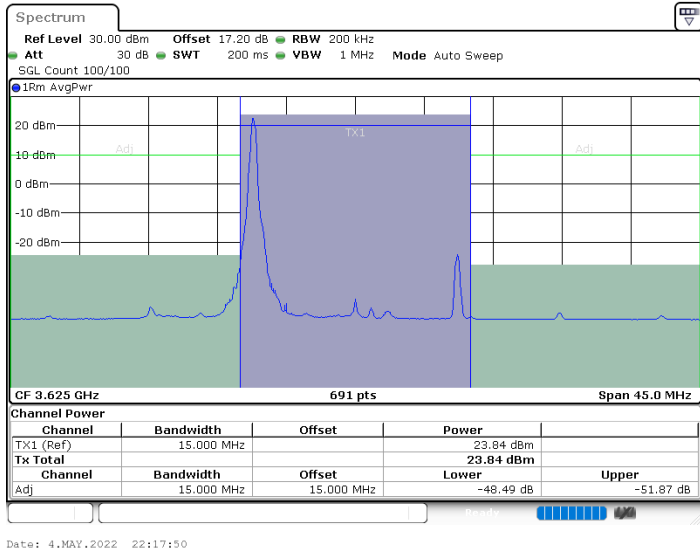 Spectrum
Ref Level 30.00 dBm Offset 17.20 dB RBW 200 kHz
Att 30 dB SWT 200 ms VBW 1 MHz Mode Auto Sweep
SGL Count 100/100
1Rm AvgPwr
20 dBm
TX1
Adj
Adj
10 dBm
0 dBm
-10 dBm
-20 dBm
CF 3.625 GHz 691 pts Span 45.0 MHz
Channel Power
Channel Bandwidth Offset Power
TX1 (Ref) 15.000 MHz 23.84 dBm
Tx Total 23.84 dBm
Channel Bandwidth Offset Lower Upper
Adj 15.000 MHz 15.000 MHz -48.49 dB -51.87 dB
Ready
Date: 4.MAY.2022 22:17:50